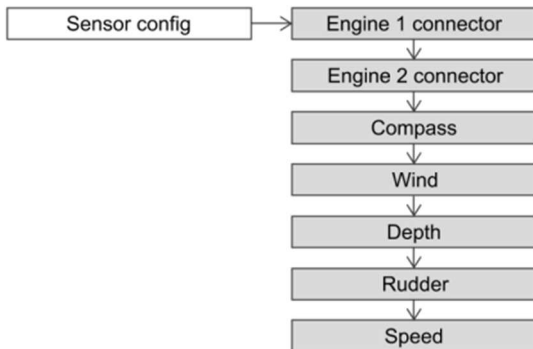 Sensor config
Engine 1 connector
Engine 2 connector
Compass
Wind
Depth
Rudder
Speed